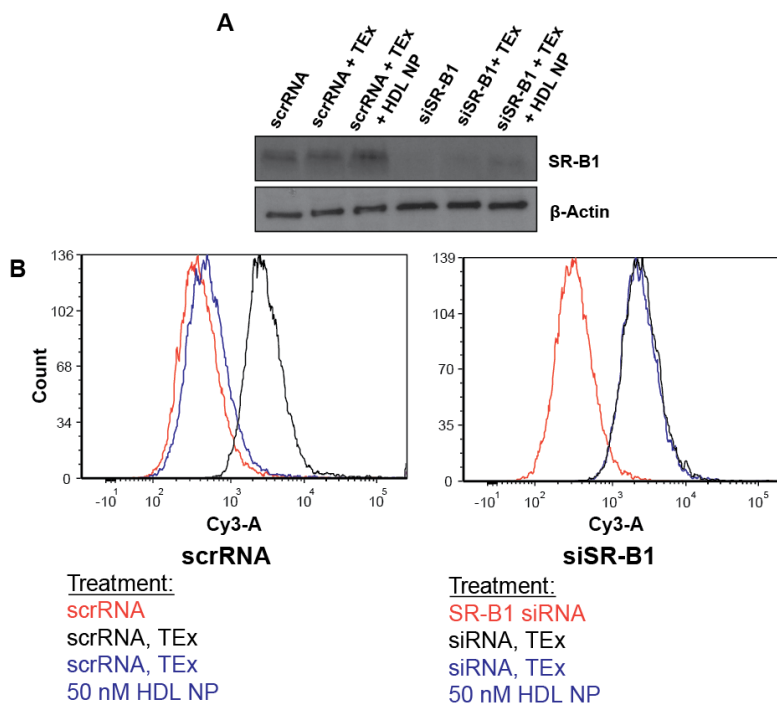 A
scrRNA
scrRNA + TEx
scrRNA + TEx
+ HDL NP
siSR-B1
siSR-B1+ TEx
siSR-B1 + TEx
+ HDL NP
SR-B1
β-Actin
B
136
102
68
34
0
Count
-10¹ 10² 10³ 10⁴ 10⁵
Cy3-A
scrRNA
Treatment:
scrRNA
scrRNA, TEx
scrRNA, TEx
50 nM HDL NP
139
104
70
35
0
-10¹ 10² 10³ 10⁴ 10⁵
Cy3-A
siSR-B1
Treatment:
SR-B1 siRNA
siRNA, TEx
siRNA, TEx
50 nM HDL NP